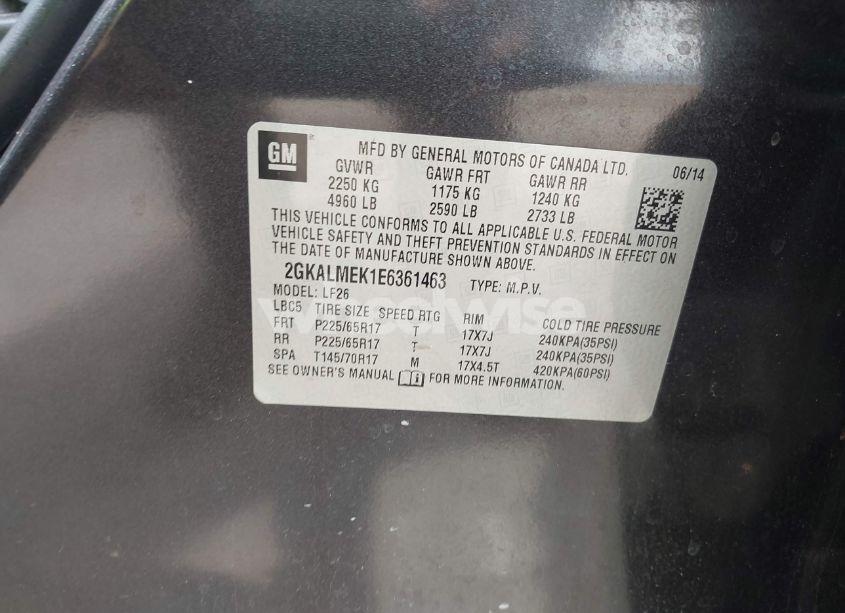 GM
MFD BY GENERAL MOTORS OF CANADA LTD. 06/14
GVWR GAWR FRT GAWR RR
2250 KG 1175 KG 1240 KG
4960 LB 2590 LB 2733 LB
THIS VEHICLE CONFORMS TO ALL APPLICABLE U.S. FEDERAL MOTOR
VEHICLE SAFETY AND THEFT PREVENTION STANDARDS IN EFFECT ON
THE DATE OF MANUFACTURE SHOWN ABOVE.
2GKALMEK1E6361463 TYPE: M.P.V.
MODEL: LF26
LBC5 TIRE SIZE SPEED RTG RIM COLD TIRE PRESSURE
FRT P225/65R17 T 17X7J 240KPA(35PSI)
RR P225/65R17 T 17X7J 240KPA(35PSI)
SPA T145/70R17 M 17X4.5T 420KPA(60PSI)
SEE OWNER'S MANUAL FOR MORE INFORMATION.